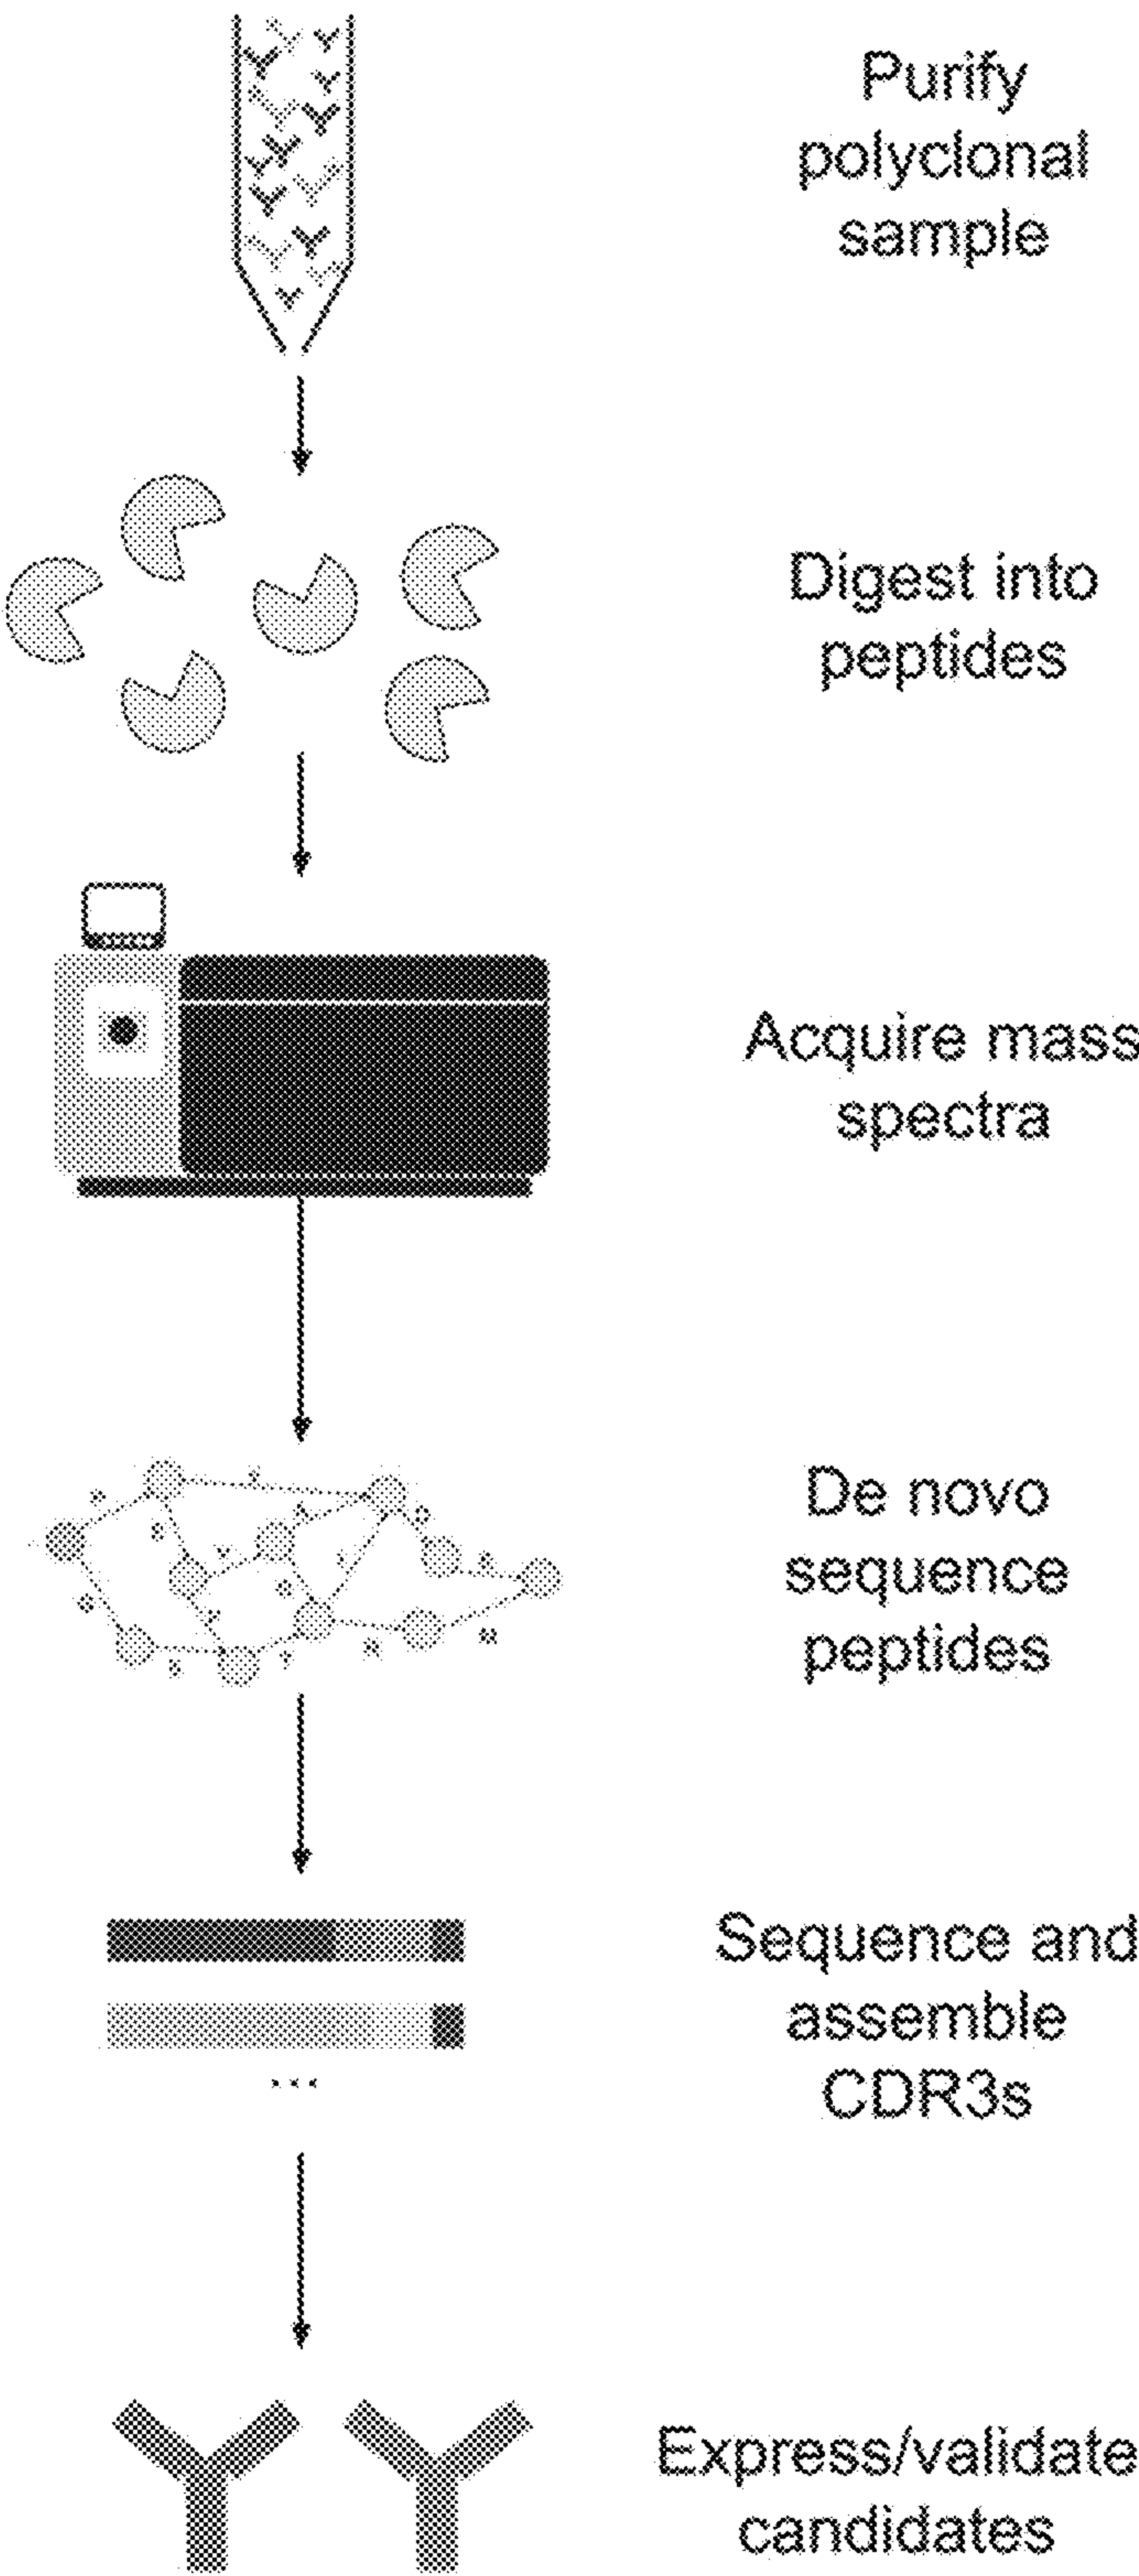 Purify
polyclonal
sample
Digest into
peptides
Acquire mass
spectra
De novo
sequence
peptides
Sequence and
assemble
CDR3s
...
Express/validate
candidates